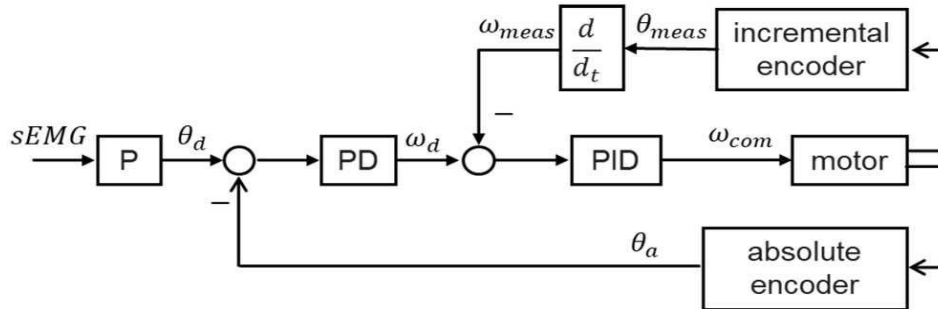 ω_meas
d
d_t
θ_meas
incremental
encoder
−
sEMG
P
θ_d
PD
ω_d
PID
ω_com
motor
−
θ_a
absolute
encoder